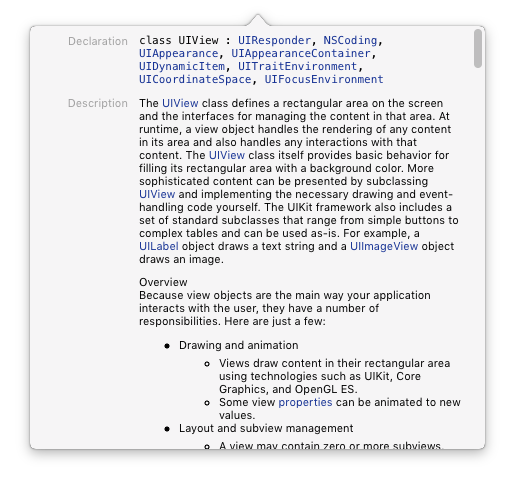 Declaration
class UIView : UIResponder, NSCoding,
UIAppearance, UIAppearanceContainer,
UIDynamicItem, UITraitEnvironment,
UICoordinateSpace, UIFocusEnvironment
Description
The UIView class defines a rectangular area on the screen
and the interfaces for managing the content in that area. At
runtime, a view object handles the rendering of any content
in its area and also handles any interactions with that
content. The UIView class itself provides basic behavior for
filling its rectangular area with a background color. More
sophisticated content can be presented by subclassing
UIView and implementing the necessary drawing and event-
handling code yourself. The UIKit framework also includes a
set of standard subclasses that range from simple buttons to
complex tables and can be used as-is. For example, a
UILabel object draws a text string and a UIImageView object
draws an image.
Overview
Because view objects are the main way your application
interacts with the user, they have a number of
responsibilities. Here are just a few:
• Drawing and animation
◦ Views draw content in their rectangular area
using technologies such as UIKit, Core
Graphics, and OpenGL ES.
◦ Some view properties can be animated to new
values.
• Layout and subview management
◦ A view may contain zero or more subviews.